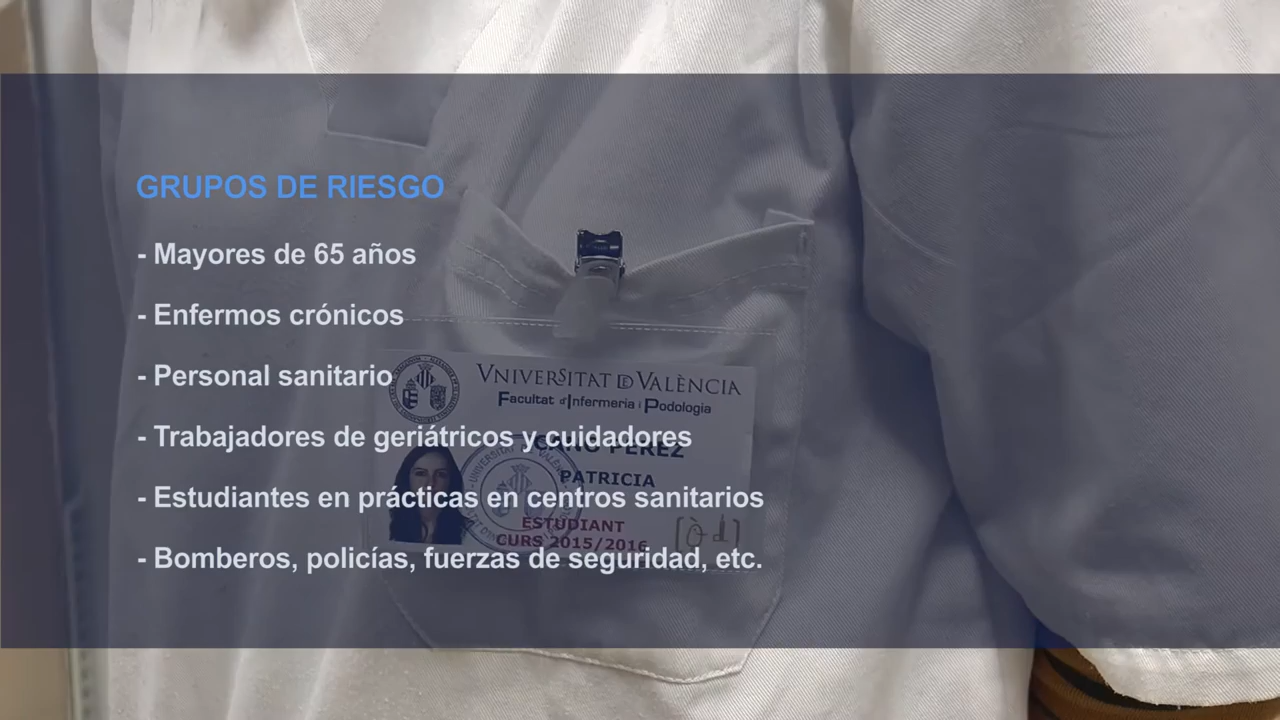 GRUPOS DE RIESGO
- Mayores de 65 años
- Enfermos crónicos
- Personal sanitario
- Trabajadores de geriátricos y cuidadores
- Estudiantes en prácticas en centros sanitarios
- Bomberos, policías, fuerzas de seguridad, etc.
VNIVERSITAT DE VALÈNCIA
Facultat d'Infermeria i Podologia
CANO PEREZ
PATRICIA
ESTUDIANT
CURS 2015/2016